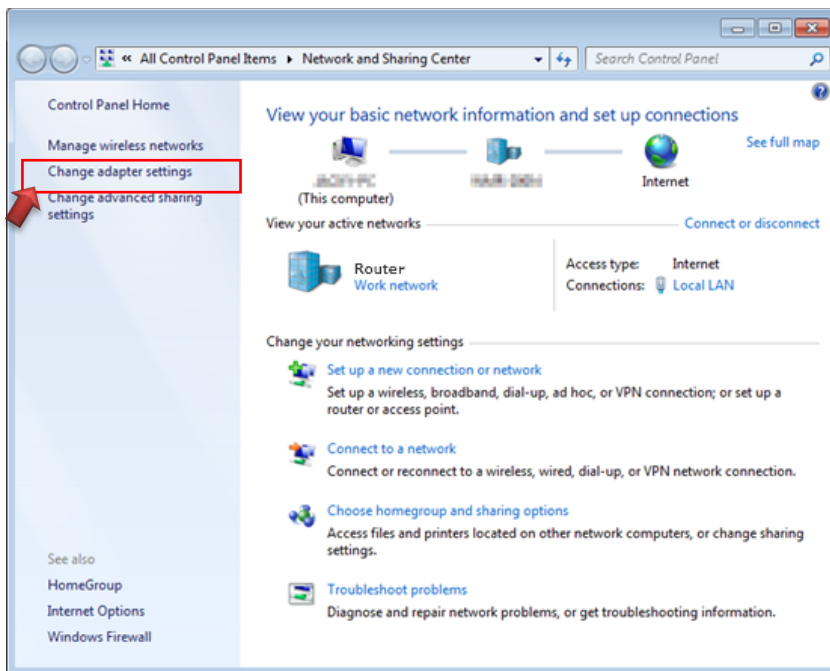 « All Control Panel Items Network and Sharing Center
Search Control Panel
Control Panel Home
Manage wireless networks
Change adapter settings
Change advanced sharing
settings
See also
HomeGroup
Internet Options
Windows Firewall
View your basic network information and set up connections
See full map
(This computer)
Internet
View your active networks
Connect or disconnect
Router
Work network
Access type: Internet
Connections: Local LAN
Change your networking settings
Set up a new connection or network
Set up a wireless, broadband, dial-up, ad hoc, or VPN connection; or set up a
router or access point.
Connect to a network
Connect or reconnect to a wireless, wired, dial-up, or VPN network connection.
Choose homegroup and sharing options
Access files and printers located on other network computers, or change sharing
settings.
Troubleshoot problems
Diagnose and repair network problems, or get troubleshooting information.